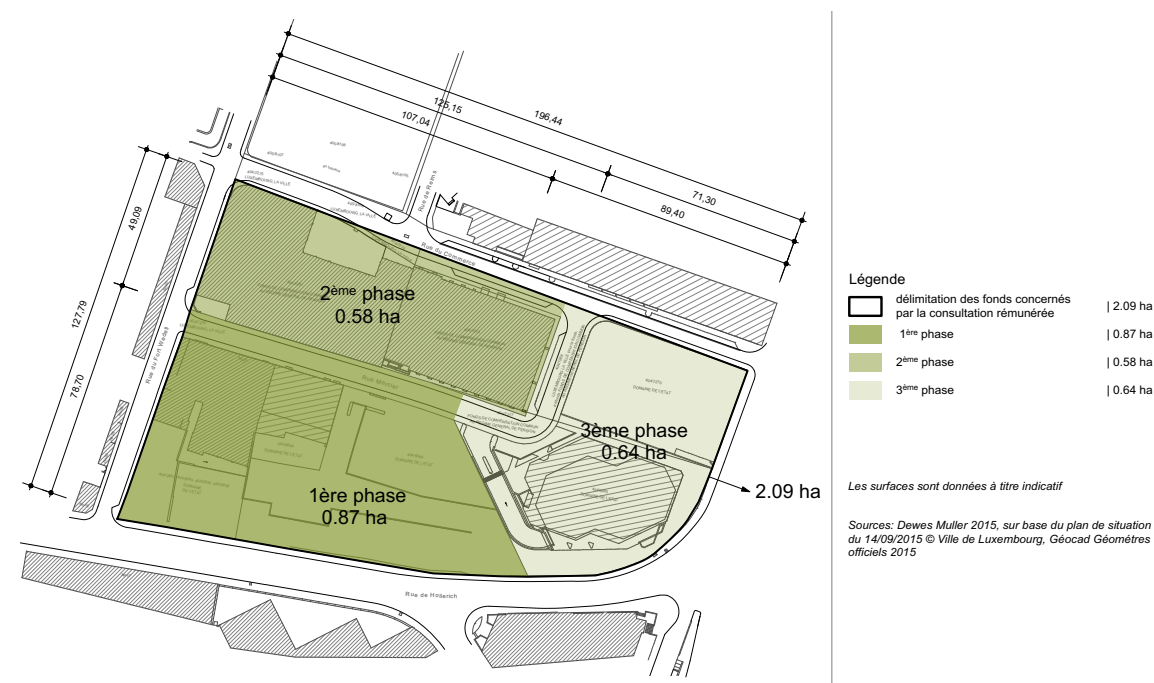 196,44
125,15
107,04
71,30
89,40
49,09
127,79
78,70
Rue de Reims
Rue du Commerce
Rue du Fort Wedell
Rue Mercier
Rue de Hollerich
2ème phase
0.58 ha
3ème phase
0.64 ha
1ère phase
0.87 ha
2.09 ha
Légende
délimitation des fonds concernés
par la consultation rémunérée
| 2.09 ha
1ère phase
| 0.87 ha
2ème phase
| 0.58 ha
3ème phase
| 0.64 ha
Les surfaces sont données à titre indicatif
Sources: Dewes Muller 2015, sur base du plan de situation
du 14/09/2015 © Ville de Luxembourg, Géocad Géométres
officiels 2015